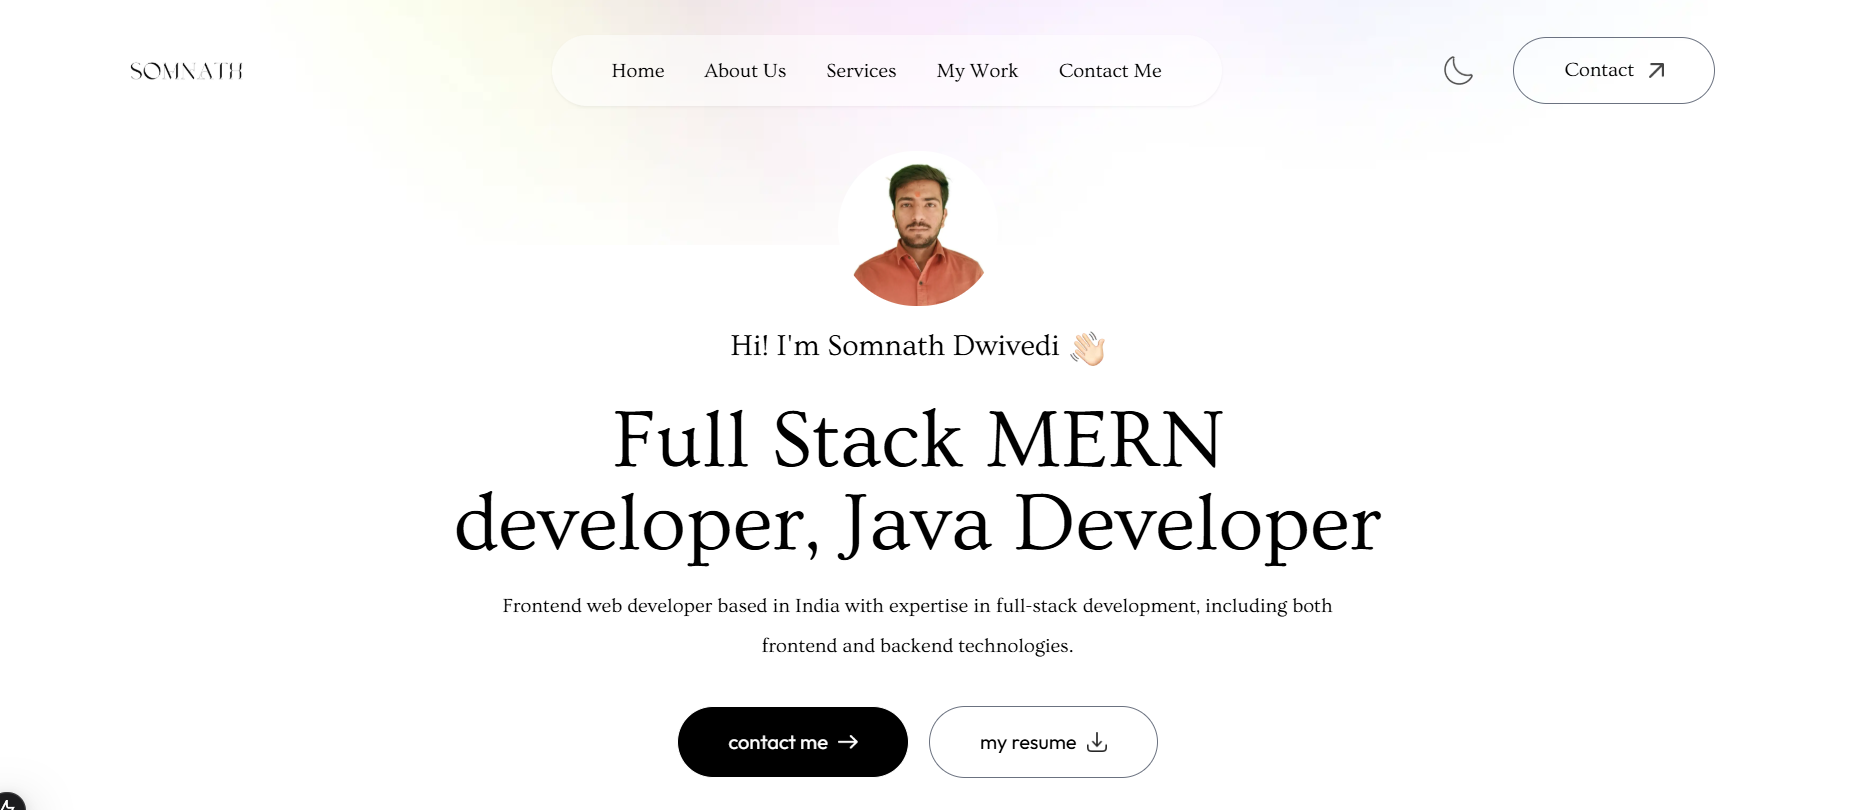 SOMNATH
Home About Us Services My Work Contact Me
Contact
Hi! I'm Somnath Dwivedi 👋🏻
Full Stack MERN
developer, Java Developer
Frontend web developer based in India with expertise in full-stack development, including both
frontend and backend technologies.
contact me →
my resume